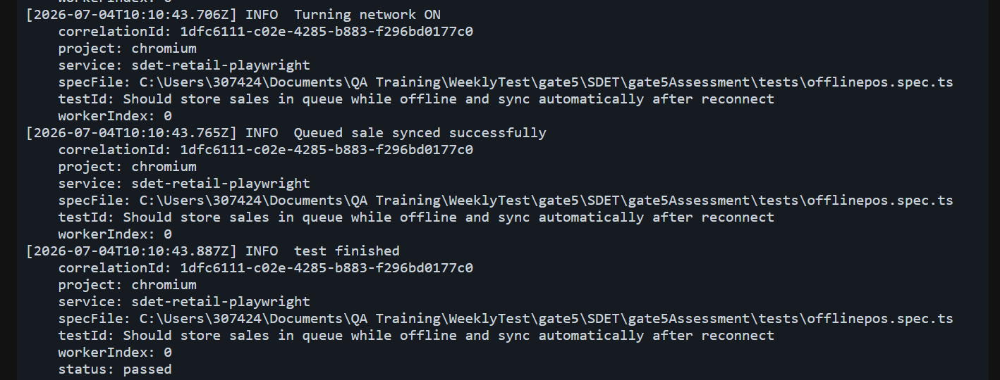 [2026-07-04T10:10:43.706Z] INFO  Turning network ON
    correlationId: 1dfc6111-c02e-4285-b883-f296bd0177c0
    project: chromium
    service: sdet-retail-playwright
    specFile: C:\Users\307424\Documents\QA Training\WeeklyTest\gate5\SDET\gate5Assessment\tests\offlinepos.spec.ts
    testId: Should store sales in queue while offline and sync automatically after reconnect
    workerIndex: 0
[2026-07-04T10:10:43.765Z] INFO  Queued sale synced successfully
    correlationId: 1dfc6111-c02e-4285-b883-f296bd0177c0
    project: chromium
    service: sdet-retail-playwright
    specFile: C:\Users\307424\Documents\QA Training\WeeklyTest\gate5\SDET\gate5Assessment\tests\offlinepos.spec.ts
    testId: Should store sales in queue while offline and sync automatically after reconnect
    workerIndex: 0
[2026-07-04T10:10:43.887Z] INFO  test finished
    correlationId: 1dfc6111-c02e-4285-b883-f296bd0177c0
    project: chromium
    service: sdet-retail-playwright
    specFile: C:\Users\307424\Documents\QA Training\WeeklyTest\gate5\SDET\gate5Assessment\tests\offlinepos.spec.ts
    testId: Should store sales in queue while offline and sync automatically after reconnect
    workerIndex: 0
    status: passed